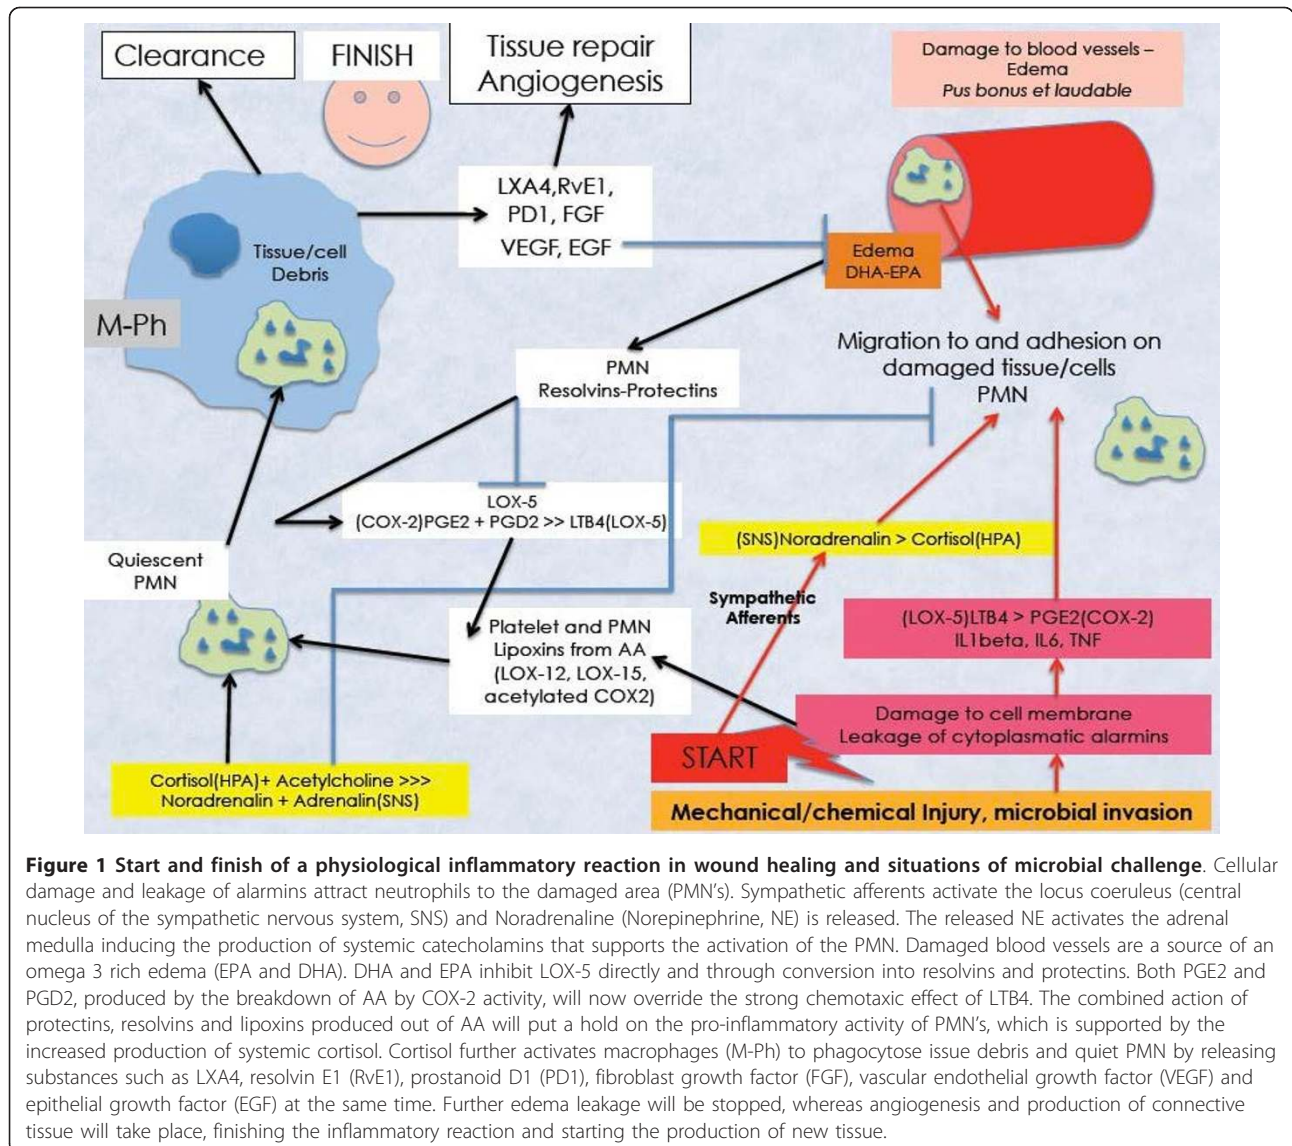 Clearance
FINISH
Tissue repair
Angiogenesis
Damage to blood vessels –
Edema
Pus bonus et laudable
LXA4,RvE1,
PD1, FGF
VEGF, EGF
Tissue/cell
Debris
M-Ph
Edema
DHA-EPA
Migration to and adhesion on
damaged tissue/cells
PMN
PMN
Resolvins-Protectins
LOX-5
(COX-2)PGE2 + PGD2 >> LTB4(LOX-5)
(SNS)Noradrenalin > Cortisol(HPA)
Quiescent
PMN
Sympathetic
Afferents
(LOX-5)LTB4 > PGE2(COX-2)
IL1beta, IL6, TNF
Platelet and PMN
Lipoxins from AA
(LOX-12, LOX-15,
acetylated COX2)
Damage to cell membrane
Leakage of cytoplasmatic alarmins
START
Cortisol(HPA)+ Acetylcholine >>>
Noradrenalin + Adrenalin(SNS)
Mechanical/chemical Injury, microbial invasion
Figure 1 Start and finish of a physiological inflammatory reaction in wound healing and situations of microbial challenge. Cellular
damage and leakage of alarmins attract neutrophils to the damaged area (PMN's). Sympathetic afferents activate the locus coeruleus (central
nucleus of the sympathetic nervous system, SNS) and Noradrenaline (Norepinephrine, NE) is released. The released NE activates the adrenal
medulla inducing the production of systemic catecholamins that supports the activation of the PMN. Damaged blood vessels are a source of an
omega 3 rich edema (EPA and DHA). DHA and EPA inhibit LOX-5 directly and through conversion into resolvins and protectins. Both PGE2 and
PGD2, produced by the breakdown of AA by COX-2 activity, will now override the strong chemotaxic effect of LTB4. The combined action of
protectins, resolvins and lipoxins produced out of AA will put a hold on the pro-inflammatory activity of PMN's, which is supported by the
increased production of systemic cortisol. Cortisol further activates macrophages (M-Ph) to phagocytose issue debris and quiet PMN by releasing
substances such as LXA4, resolvin E1 (RvE1), prostanoid D1 (PD1), fibroblast growth factor (FGF), vascular endothelial growth factor (VEGF) and
epithelial growth factor (EGF) at the same time. Further edema leakage will be stopped, whereas angiogenesis and production of connective
tissue will take place, finishing the inflammatory reaction and starting the production of new tissue.